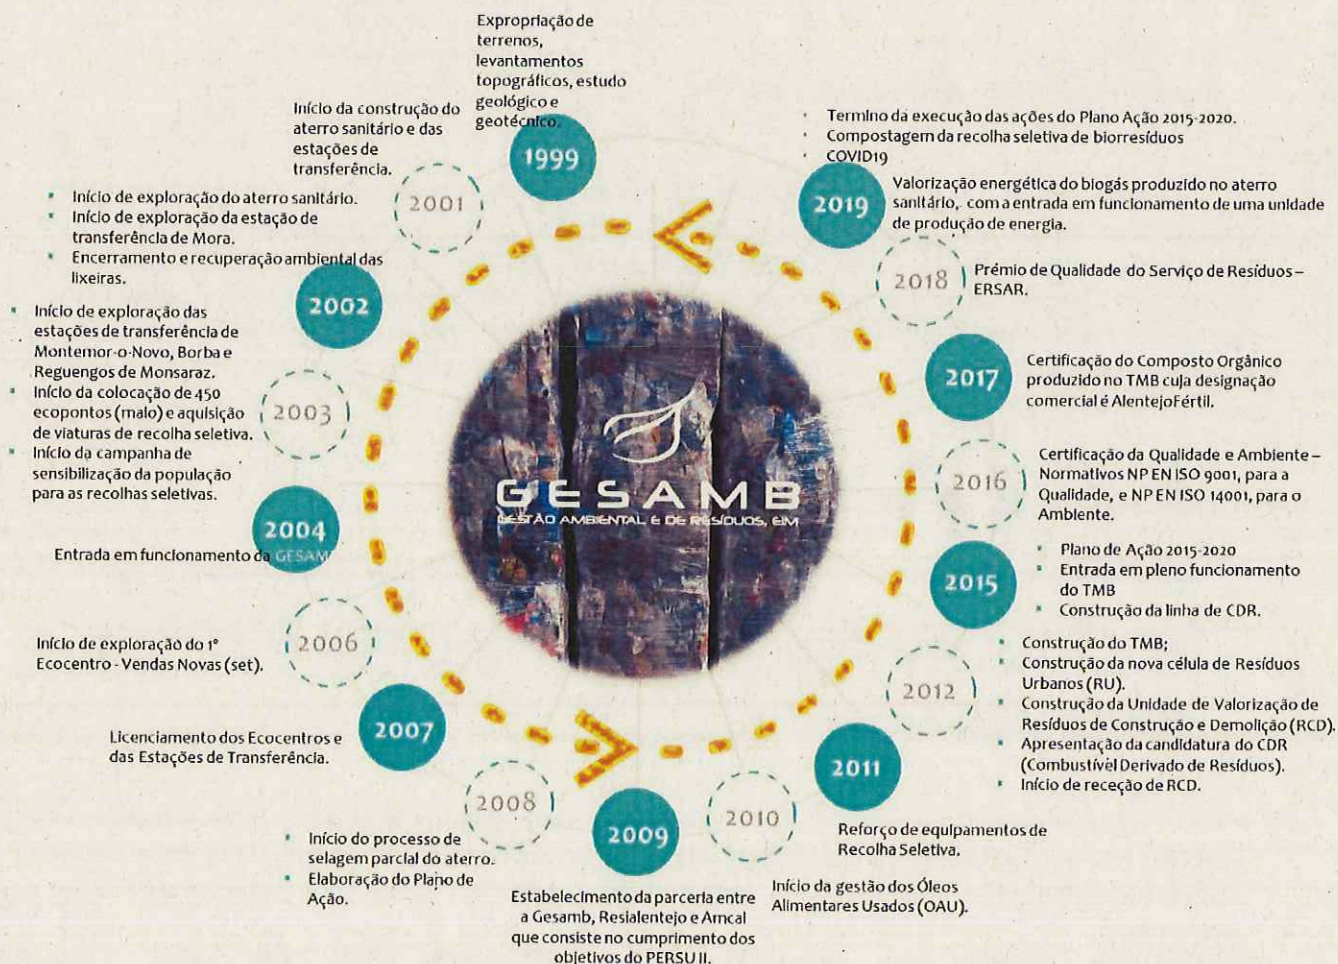 Expropriação de
terrenos,
levantamentos
topográficos, estudo
geológico e
geotécnico.
1999
Início da construção do
aterro sanitário e das
estações de
transferência.
2001
▪ Início de exploração do aterro sanitário.
▪ Início de exploração da estação de
transferência de Mora.
▪ Encerramento e recuperação ambiental das
lixeiras.
2002
▪ Início de exploração das
estações de transferência de
Montemor-o-Novo, Borba e
Reguengos de Monsaraz.
▪ Início da colocação de 450
ecopontos (maio) e aquisição
de viaturas de recolha seletiva.
▪ Início da campanha de
sensibilização da população
para as recolhas seletivas.
2003
2004
Entrada em funcionamento da GESAM
2006
Início de exploração do 1º
Ecocentro - Vendas Novas (set).
2007
Licenciamento dos Ecocentros e
das Estações de Transferência.
2008
▪ Início do processo de
selagem parcial do aterro.
▪ Elaboração do Plano de
Ação.
2009
Estabelecimento da parceria entre
a Gesamb, Resialentejo e Amcal
que consiste no cumprimento dos
objetivos do PERSU II.
2010
Início da gestão dos Óleos
Alimentares Usados (OAU).
2011
Reforço de equipamentos de
Recolha Seletiva.
2012
▪ Construção do TMB;
▪ Construção da nova célula de Resíduos
Urbanos (RU).
▪ Construção da Unidade de Valorização de
Resíduos de Construção e Demolição (RCD).
▪ Apresentação da candidatura do CDR
(Combustível Derivado de Resíduos).
▪ Início de receção de RCD.
2015
▪ Plano de Ação 2015-2020
▪ Entrada em pleno funcionamento
do TMB
▪ Construção da linha de CDR.
2016
Certificação da Qualidade e Ambiente –
Normativos NP EN ISO 9001, para a
Qualidade, e NP EN ISO 14001, para o
Ambiente.
2017
Certificação do Composto Orgânico
produzido no TMB cuja designação
comercial é AlentejoFértil.
2018
Prémio de Qualidade do Serviço de Resíduos –
ERSAR.
2019
Valorização energética do biogás produzido no aterro
sanitário, com a entrada em funcionamento de uma unidade
de produção de energia.
· Termino da execução das ações do Plano Ação 2015-2020.
· Compostagem da recolha seletiva de biorresíduos
· COVID19
GESAMB
GESTÃO AMBIENTAL E DE RESÍDUOS, EIM